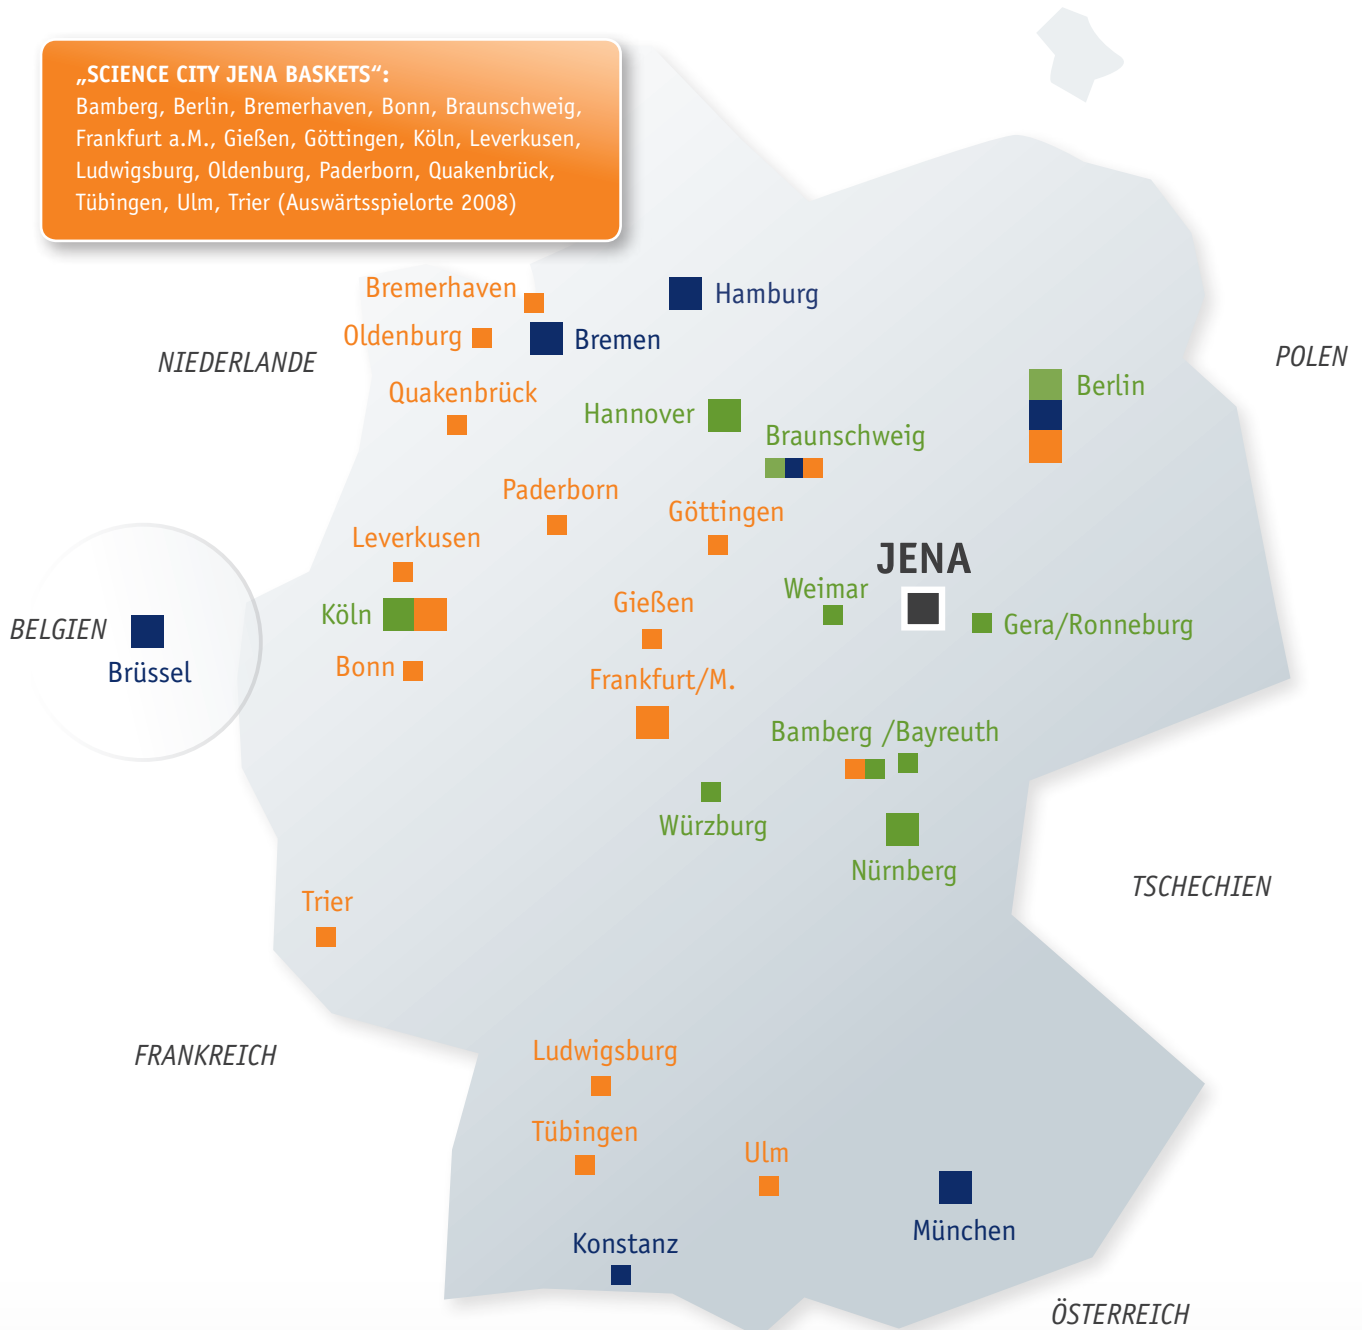 „SCIENCE CITY JENA BASKETS“:
Bamberg, Berlin, Bremerhaven, Bonn, Braunschweig,
Frankfurt a.M., Gießen, Göttingen, Köln, Leverkusen,
Ludwigsburg, Oldenburg, Paderborn, Quakenbrück,
Tübingen, Ulm, Trier (Auswärtsspielorte 2008)
Bremerhaven
Hamburg
Oldenburg
Bremen
NIEDERLANDE
POLEN
Quakenbrück
Berlin
Hannover
Braunschweig
Paderborn
Göttingen
Leverkusen
JENA
Weimar
Gießen
Köln
Gera/Ronneburg
BELGIEN
Brüssel
Bonn
Frankfurt/M.
Bamberg /Bayreuth
Würzburg
Nürnberg
TSCHECHIEN
Trier
FRANKREICH
Ludwigsburg
Tübingen
Ulm
München
Konstanz
ÖSTERREICH